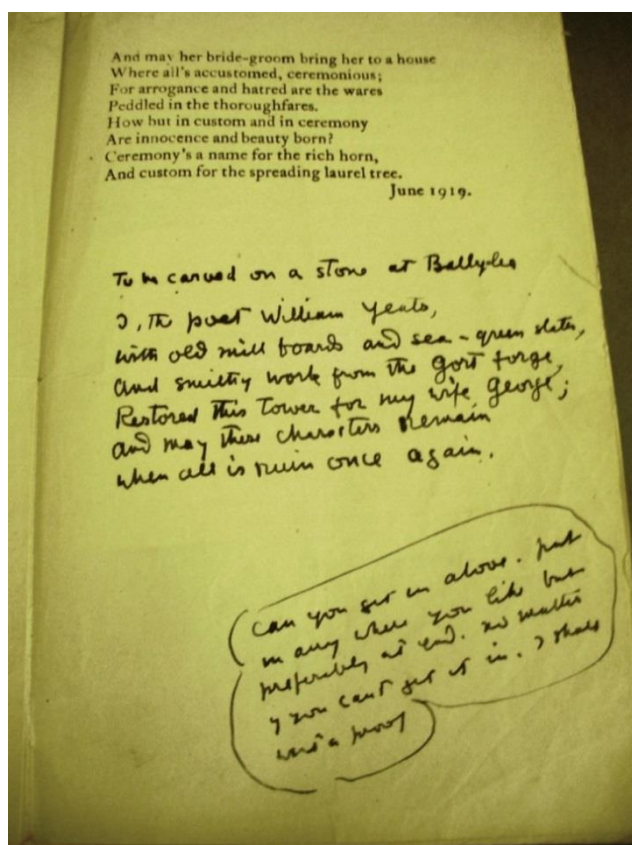 And may her bride-groom bring her to a house
Where all's accustomed, ceremonious;
For arrogance and hatred are the wares
Peddled in the thoroughfares.
How but in custom and in ceremony
Are innocence and beauty born?
Ceremony's a name for the rich horn,
And custom for the spreading laurel tree.
June 1919.
To be carved on a stone at Ballylee
I, the poet William Yeats,
with old mill boards and sea-green slates,
and smithy work from the gort forge,
Restored this Tower for my wife George;
and may these characters remain
when all is ruin once again.
can you get in above. put
in any where you like but
preferably at end. no matter
if you cant get it in. I shall
want a proof